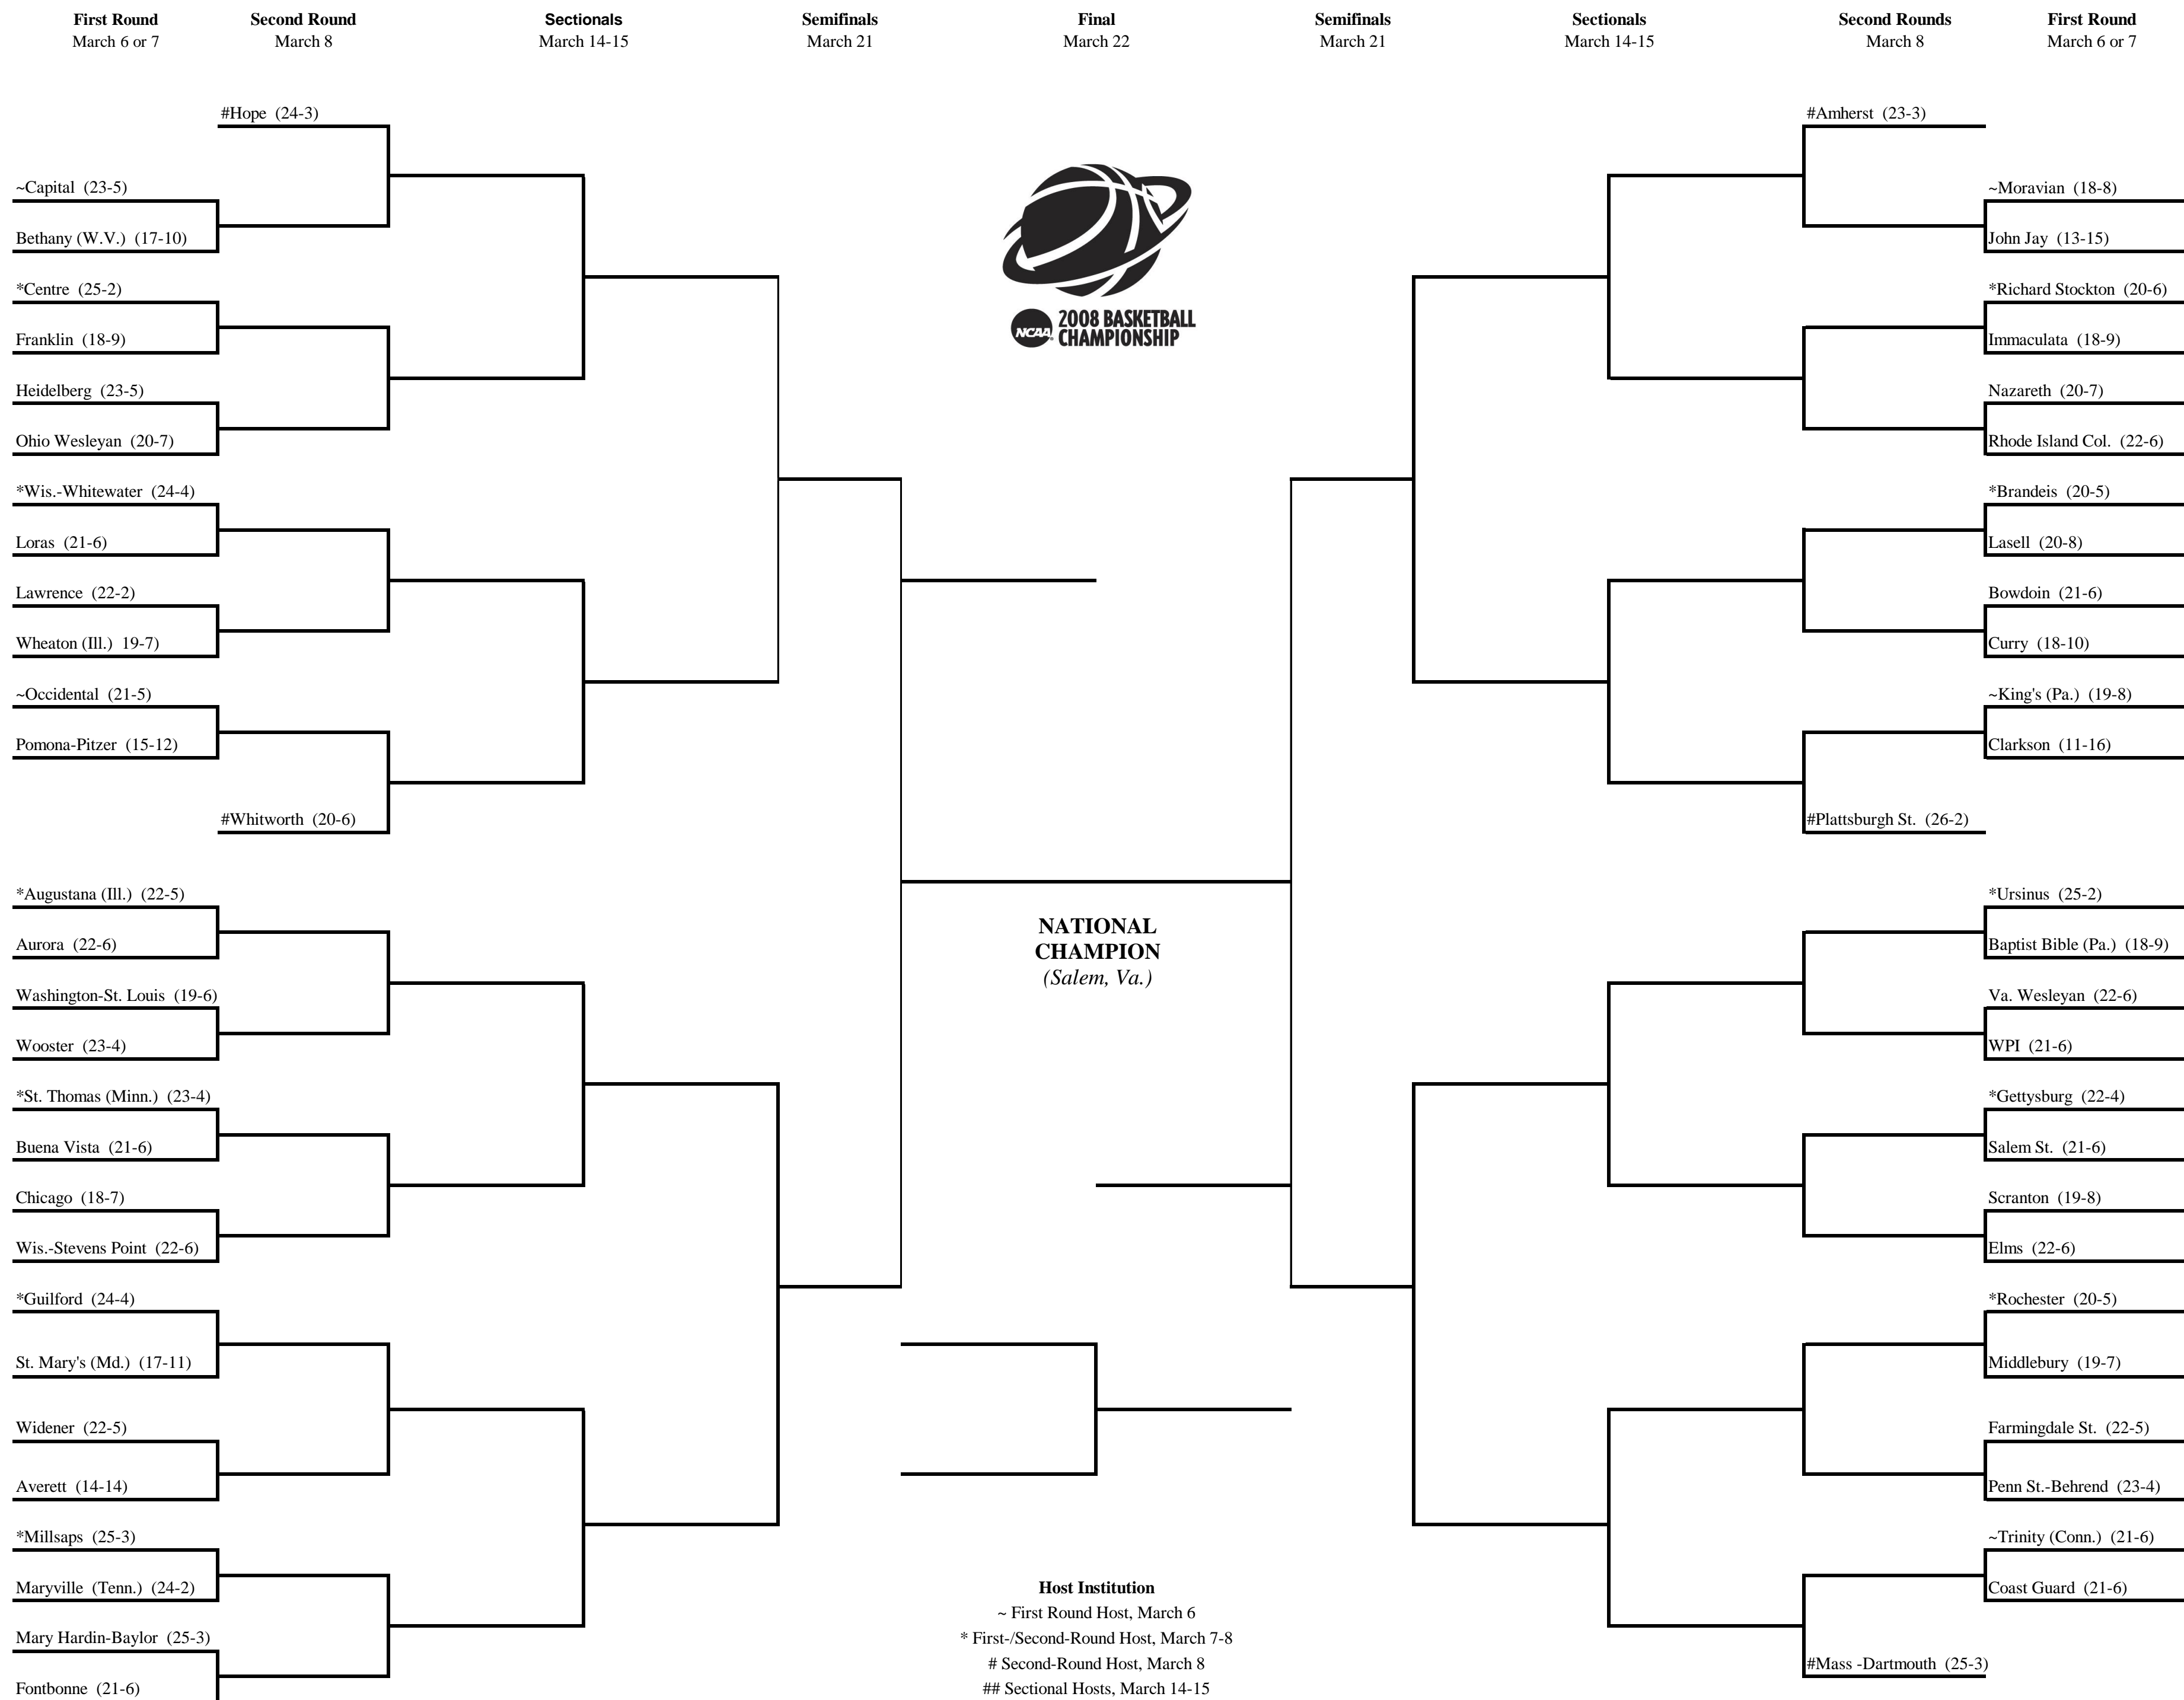 First Round
March 6 or 7
Second Round
March 8
Sectionals
March 14-15
Semifinals
March 21
Final
March 22
Semifinals
March 21
Sectionals
March 14-15
Second Rounds
March 8
First Round
March 6 or 7
#Hope (24-3)
~Capital (23-5)
Bethany (W.V.) (17-10)
*Centre (25-2)
Franklin (18-9)
Heidelberg (23-5)
Ohio Wesleyan (20-7)
*Wis.-Whitewater (24-4)
Loras (21-6)
Lawrence (22-2)
Wheaton (Ill.) 19-7)
~Occidental (21-5)
Pomona-Pitzer (15-12)
#Whitworth (20-6)
*Augustana (Ill.) (22-5)
Aurora (22-6)
Washington-St. Louis (19-6)
Wooster (23-4)
*St. Thomas (Minn.) (23-4)
Buena Vista (21-6)
Chicago (18-7)
Wis.-Stevens Point (22-6)
*Guilford (24-4)
St. Mary's (Md.) (17-11)
Widener (22-5)
Averett (14-14)
*Millsaps (25-3)
Maryville (Tenn.) (24-2)
Mary Hardin-Baylor (25-3)
Fontbonne (21-6)
NCAA
2008 BASKETBALL
CHAMPIONSHIP
NATIONAL
CHAMPION
(Salem, Va.)
Host Institution
~ First Round Host, March 6
* First-/Second-Round Host, March 7-8
# Second-Round Host, March 8
## Sectional Hosts, March 14-15
#Amherst (23-3)
~Moravian (18-8)
John Jay (13-15)
*Richard Stockton (20-6)
Immaculata (18-9)
Nazareth (20-7)
Rhode Island Col. (22-6)
*Brandeis (20-5)
Lasell (20-8)
Bowdoin (21-6)
Curry (18-10)
~King's (Pa.) (19-8)
Clarkson (11-16)
#Plattsburgh St. (26-2)
*Ursinus (25-2)
Baptist Bible (Pa.) (18-9)
Va. Wesleyan (22-6)
WPI (21-6)
*Gettysburg (22-4)
Salem St. (21-6)
Scranton (19-8)
Elms (22-6)
*Rochester (20-5)
Middlebury (19-7)
Farmingdale St. (22-5)
Penn St.-Behrend (23-4)
~Trinity (Conn.) (21-6)
Coast Guard (21-6)
#Mass -Dartmouth (25-3)